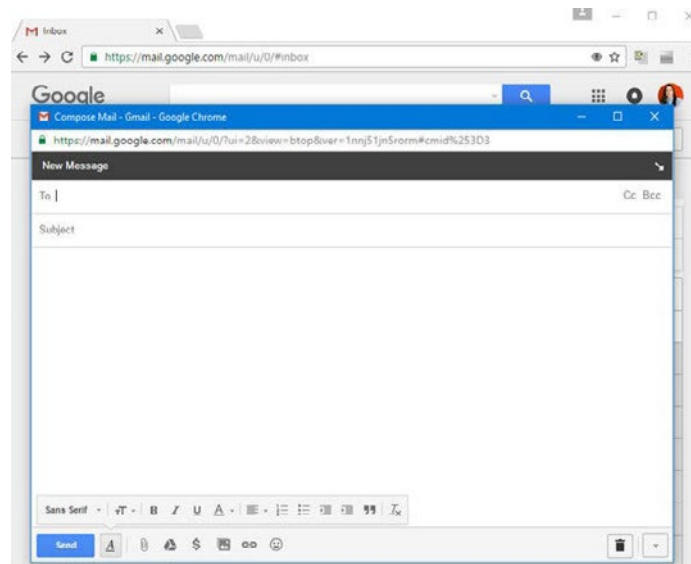 Inbox
https://mail.google.com/mail/u/0/#inbox
Google
Compose Mail - Gmail - Google Chrome
https://mail.google.com/mail/u/0/?ui=2&view=btop&ver=1nnj51jn5rorm#cmid%253D3
New Message
To Cc Bcc
Subject
Sans Serif T B I U A Tx
Send A $